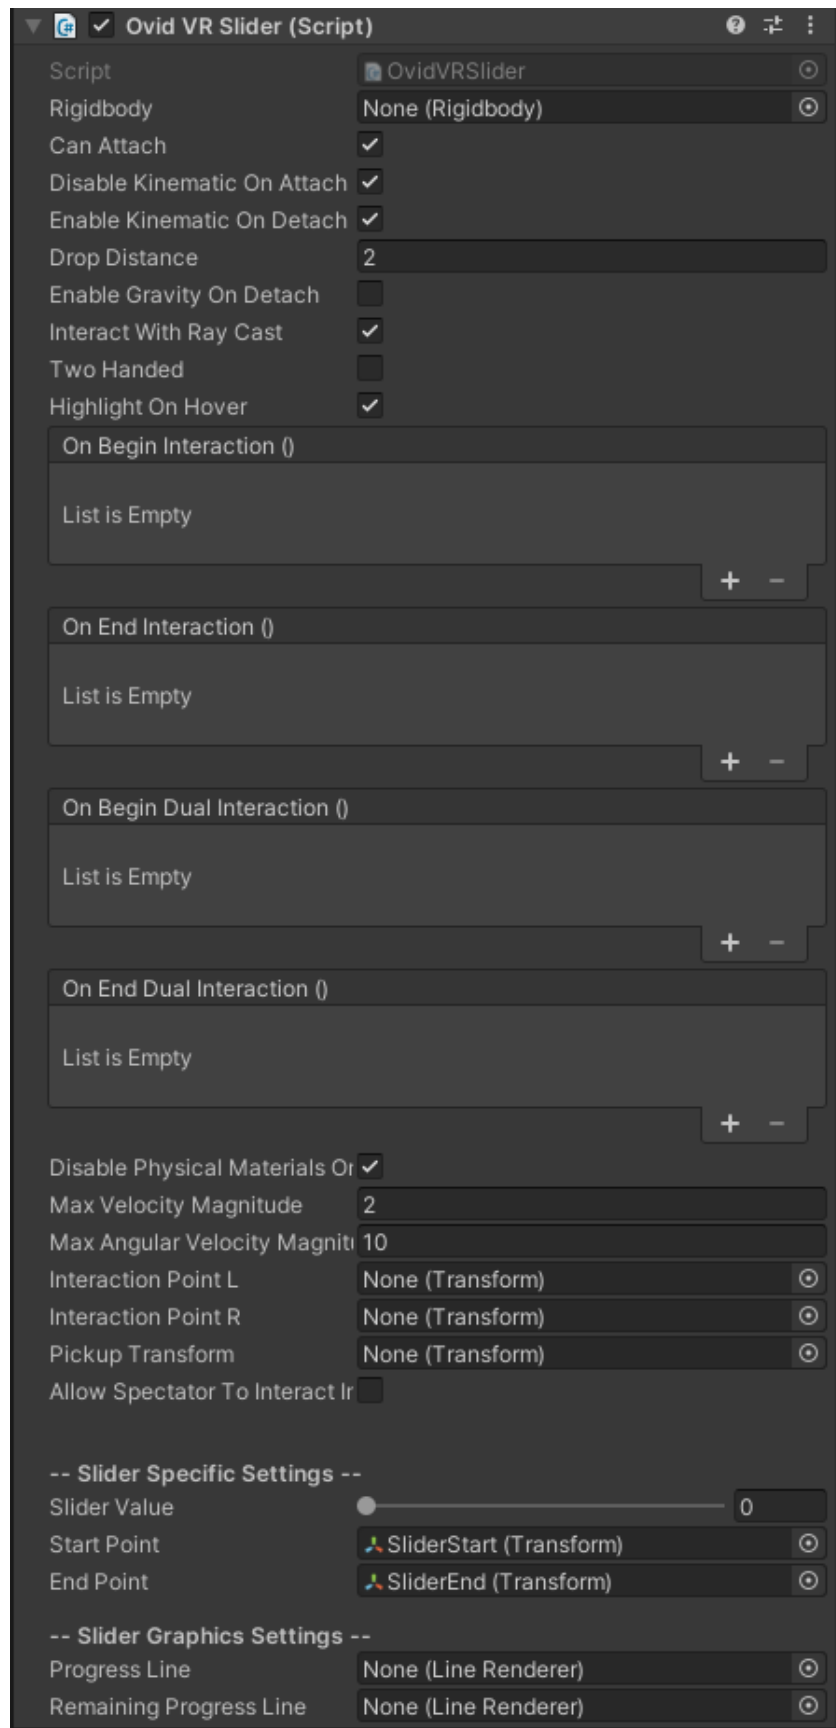 Ovid VR Slider (Script)
Script OvidVRSlider
Rigidbody None (Rigidbody)
Can Attach
Disable Kinematic On Attach
Enable Kinematic On Detach
Drop Distance 2
Enable Gravity On Detach
Interact With Ray Cast
Two Handed
Highlight On Hover
On Begin Interaction ()
List is Empty
+ −
On End Interaction ()
List is Empty
+ −
On Begin Dual Interaction ()
List is Empty
+ −
On End Dual Interaction ()
List is Empty
+ −
Disable Physical Materials Or
Max Velocity Magnitude 2
Max Angular Velocity Magnitu 10
Interaction Point L None (Transform)
Interaction Point R None (Transform)
Pickup Transform None (Transform)
Allow Spectator To Interact Ir
-- Slider Specific Settings --
Slider Value 0
Start Point SliderStart (Transform)
End Point SliderEnd (Transform)
-- Slider Graphics Settings --
Progress Line None (Line Renderer)
Remaining Progress Line None (Line Renderer)